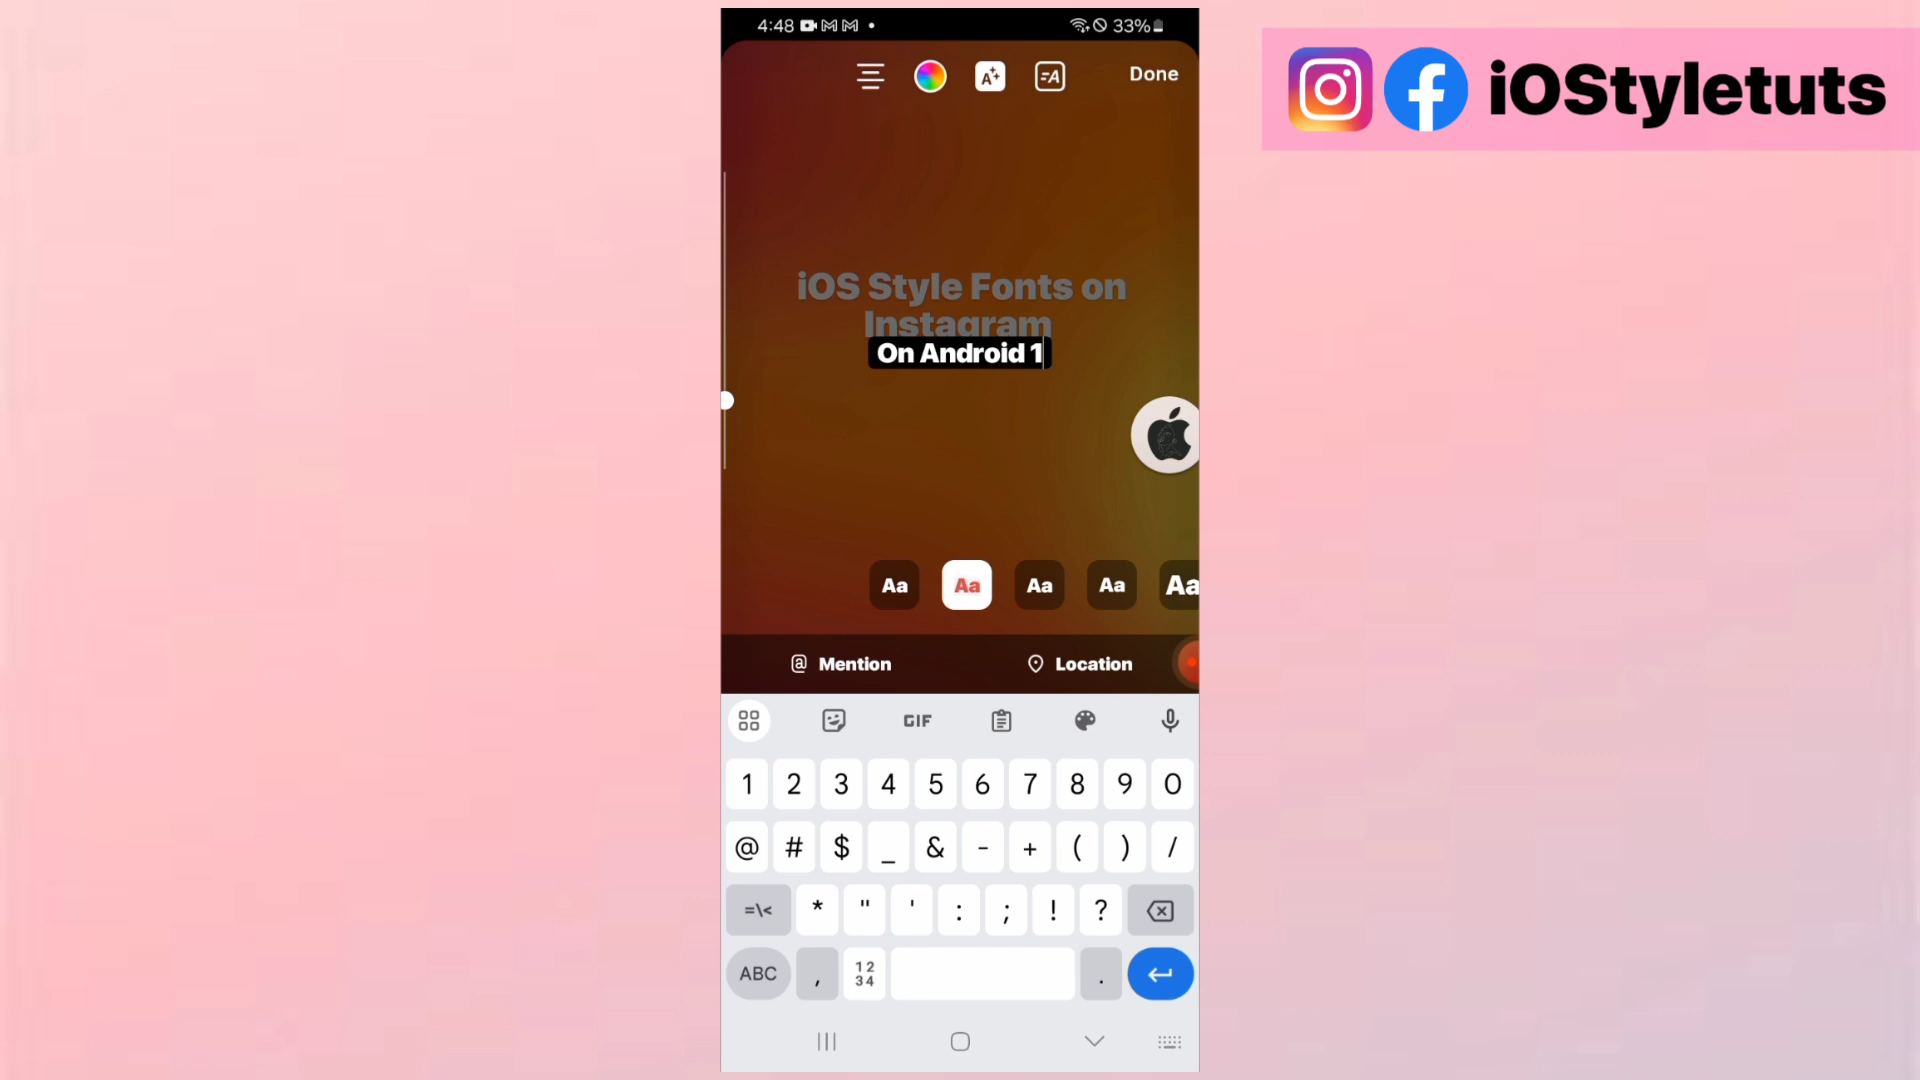 4:48
33%
Done
iOStyletuts
iOS Style Fonts on
Instagram
On Android 1
Aa
Aa
Aa
Aa
Aa
Mention
Location
GIF
1 2 3 4 5 6 7 8 9 0
@ # $ _ & - + ( ) /
=\< * " ' : ; ! ?
ABC , 12 34 .